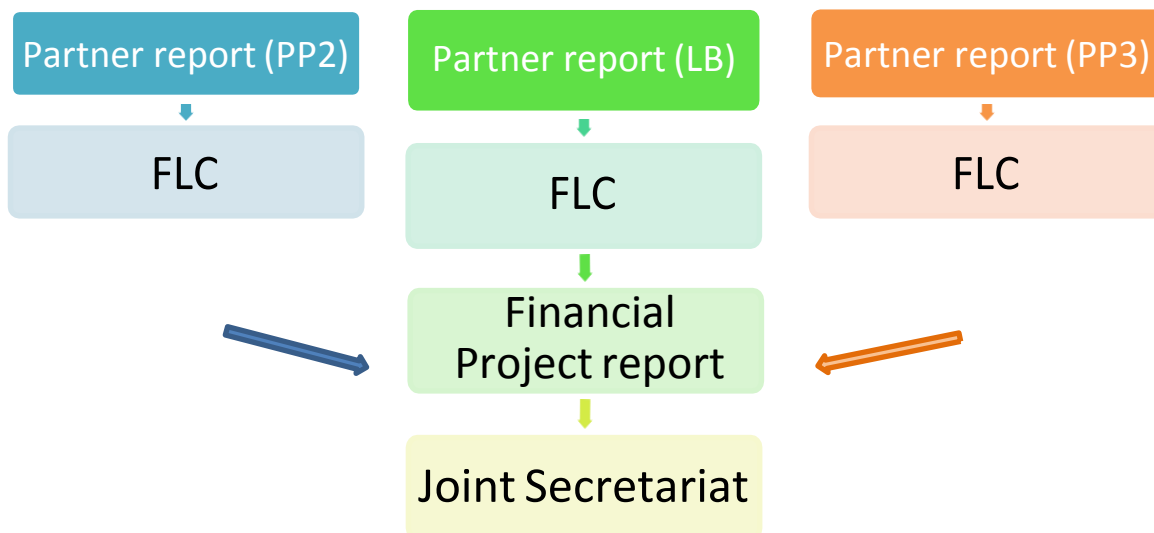 Partner report (PP2)
Partner report (LB)
Partner report (PP3)
FLC
FLC
FLC
Financial
Project report
Joint Secretariat